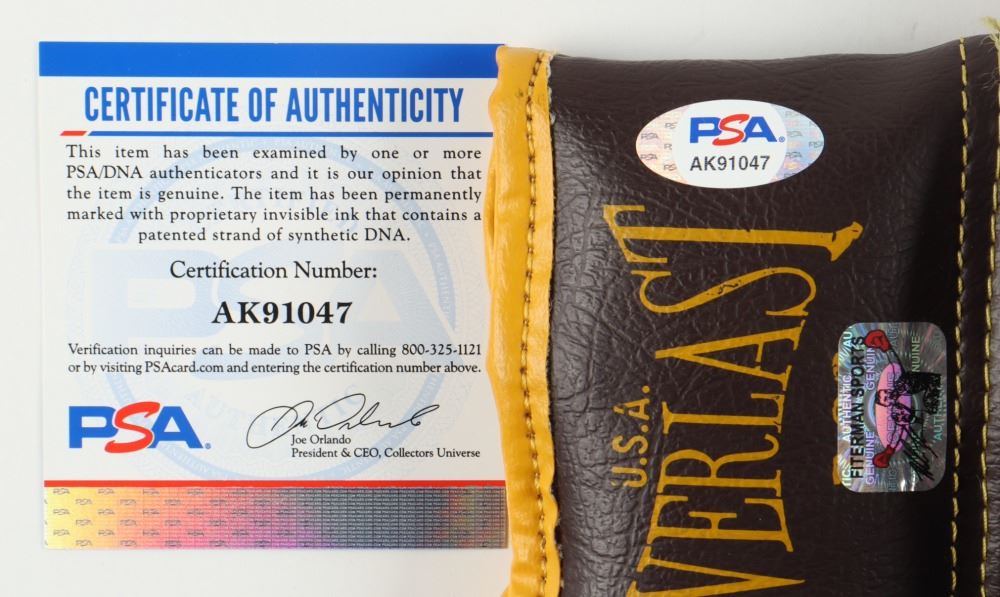 CERTIFICATE OF AUTHENTICITY
This item has been examined by one or more
PSA/DNA authenticators and it is our opinion that
the item is genuine. The item has been permanently
marked with proprietary invisible ink that contains a
patented strand of synthetic DNA.
Certification Number:
AK91047
Verification inquiries can be made to PSA by calling 800-325-1121
or by visiting PSAcard.com and entering the certification number above.
PSA®
Joe Orlando
President & CEO, Collectors Universe
PSA
AK91047
VERLAST
U.S.A.
AUTHENTIC
FITERMAN SPORTS
GENUINE